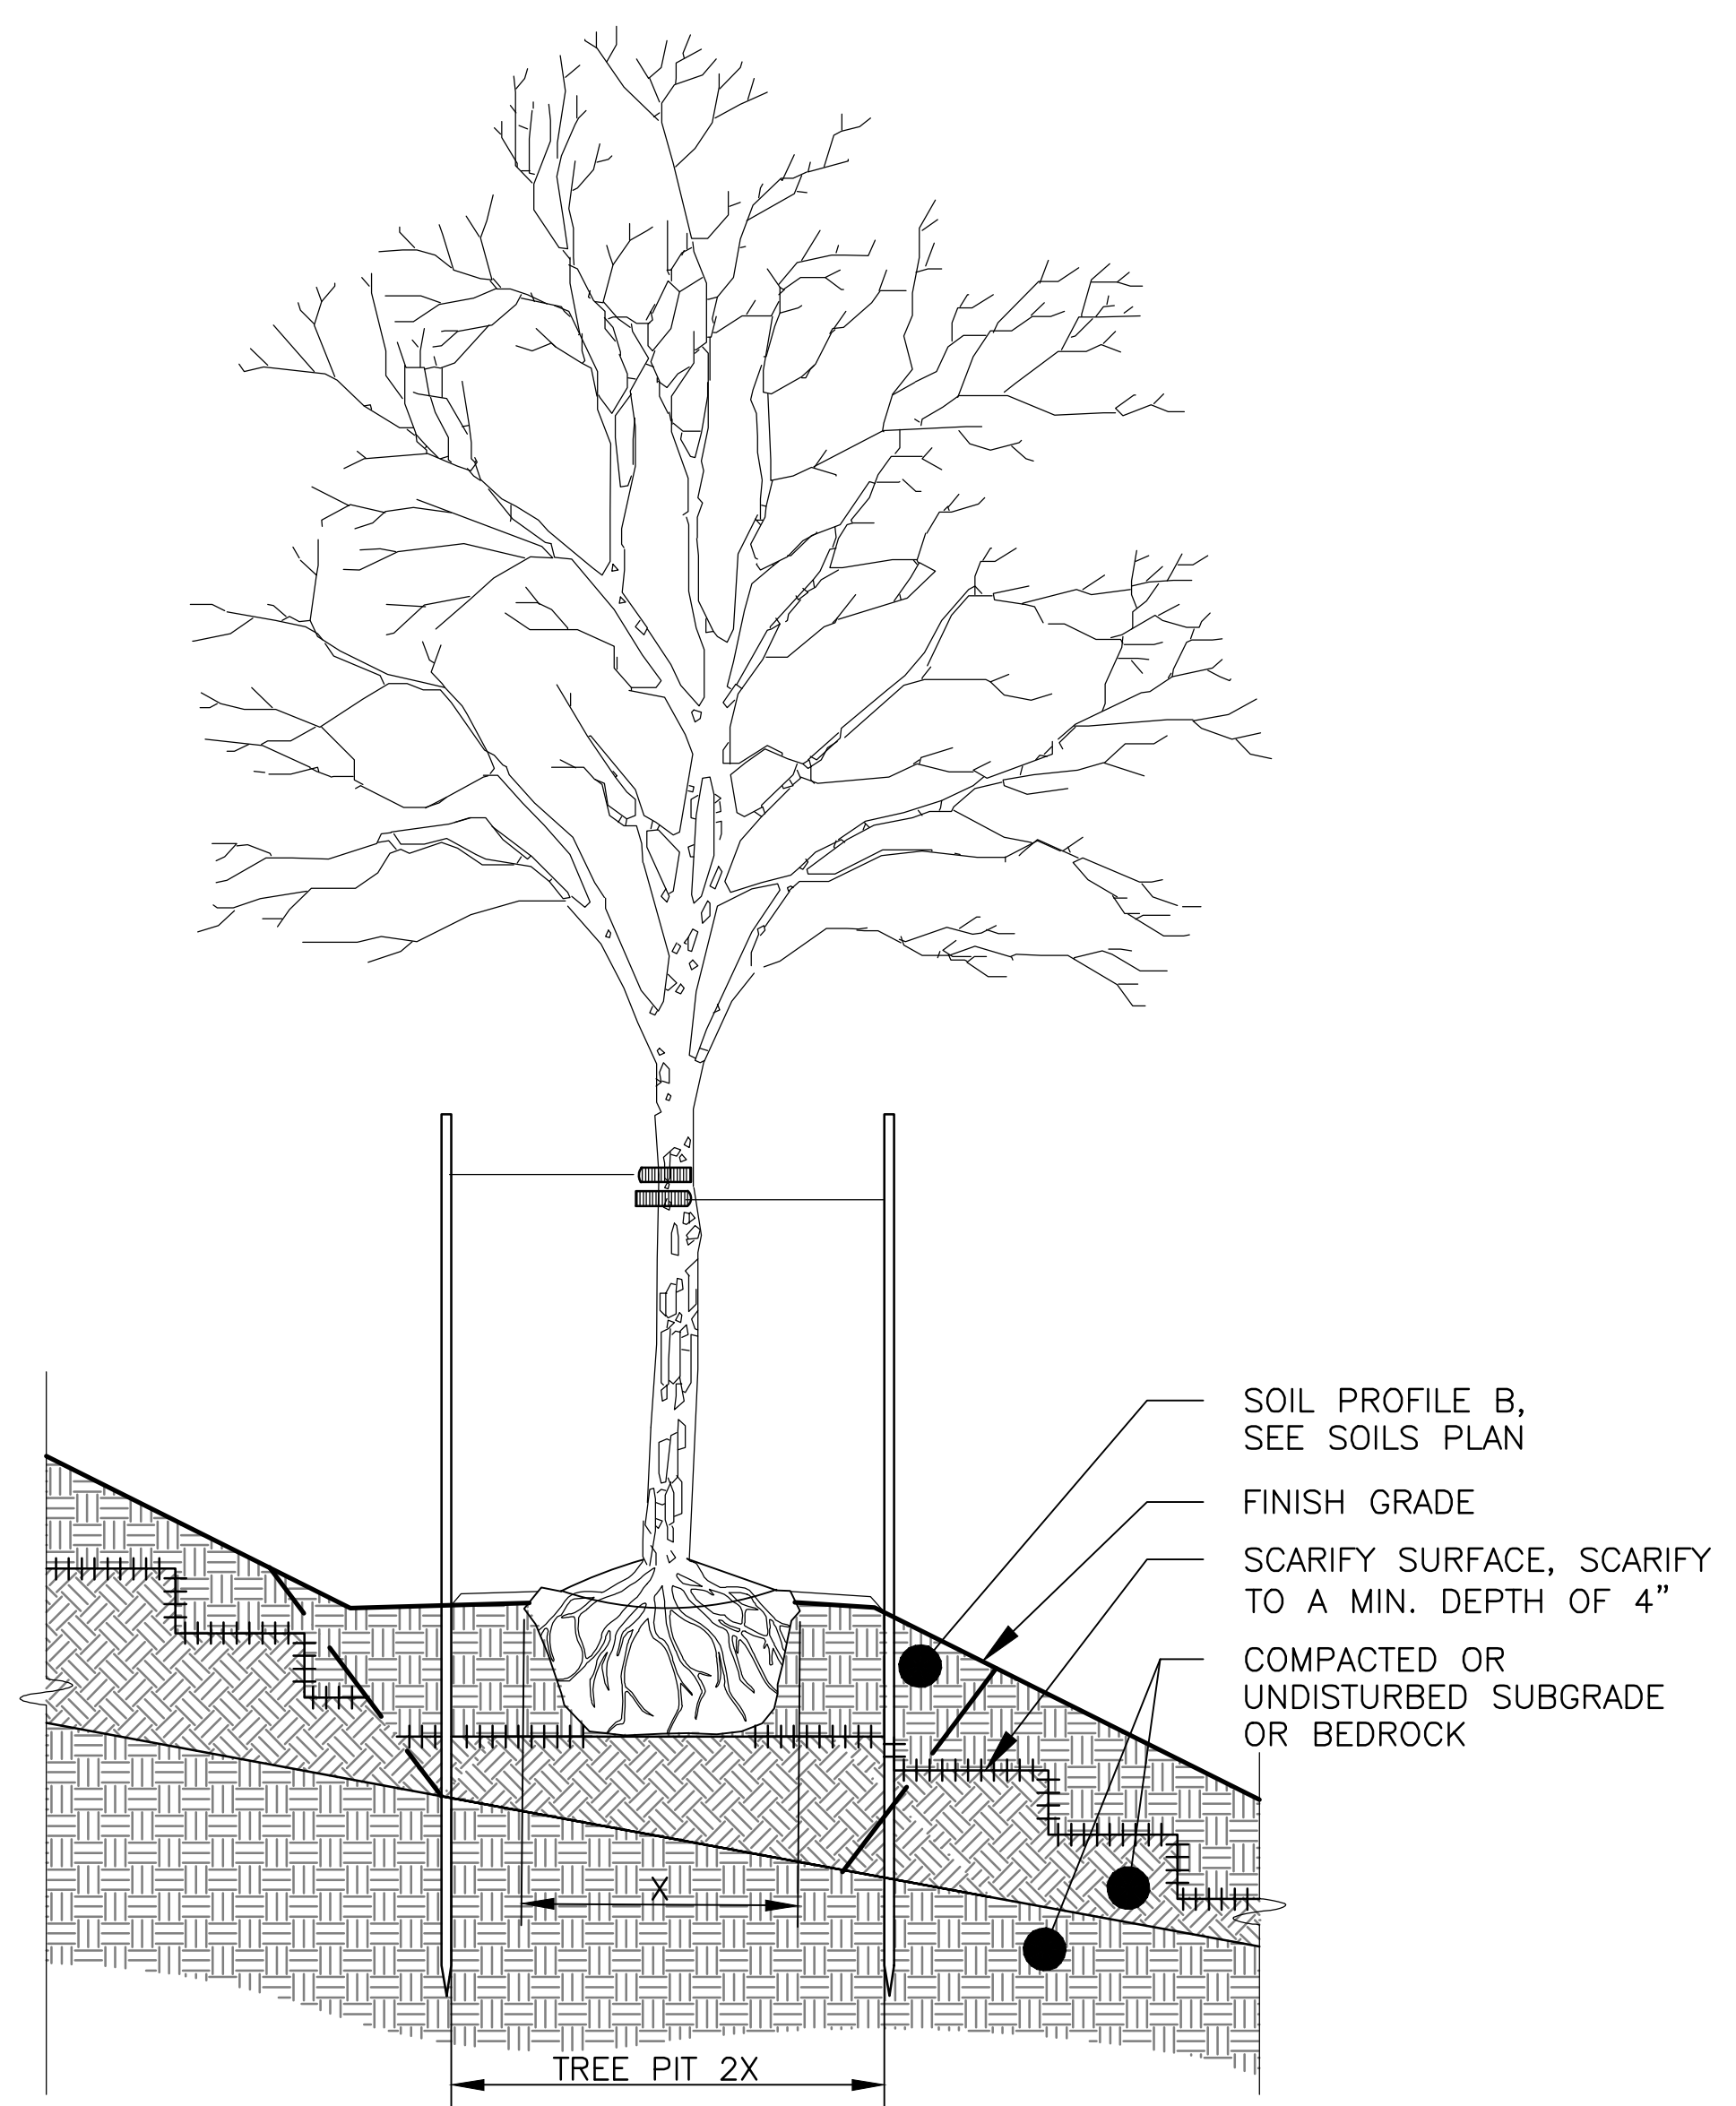 SOIL PROFILE B,
SEE SOILS PLAN
FINISH GRADE
SCARIFY SURFACE, SCARIFY
TO A MIN. DEPTH OF 4”
COMPACTED OR
UNDISTURBED SUBGRADE
OR BEDROCK
X
TREE PIT 2X